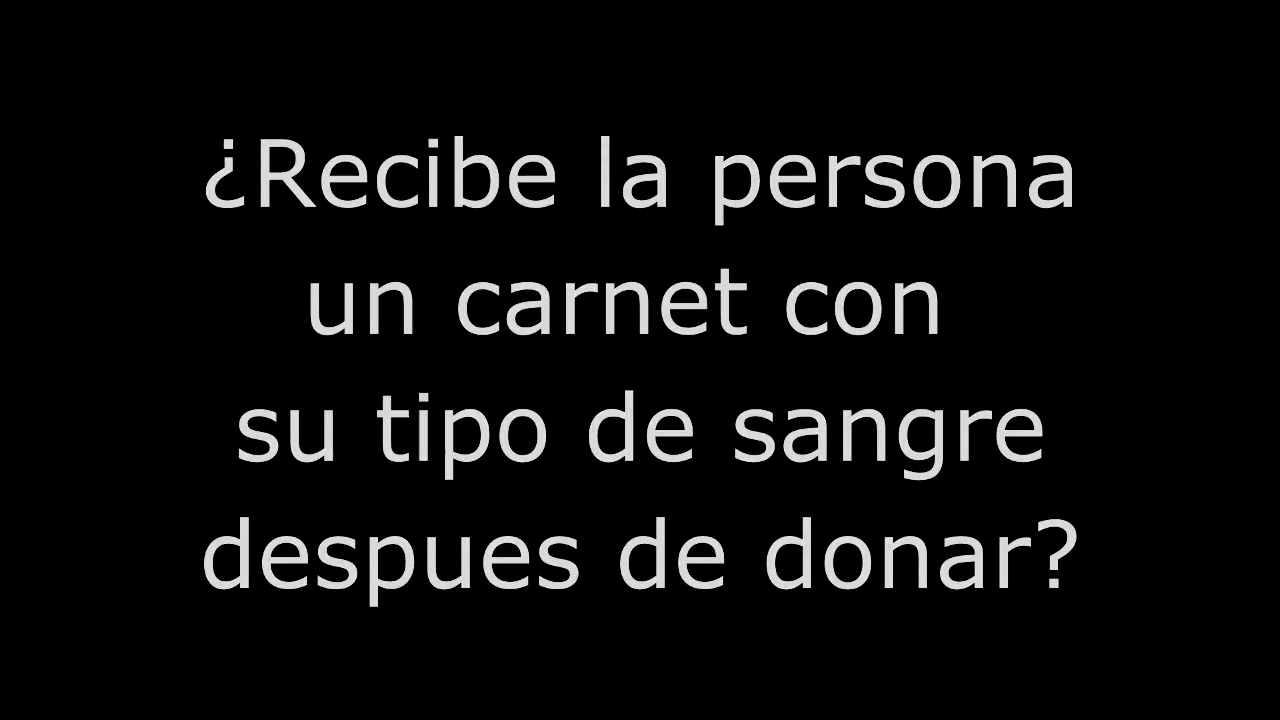 ¿Recibe la persona
un carnet con
su tipo de sangre
despues de donar?